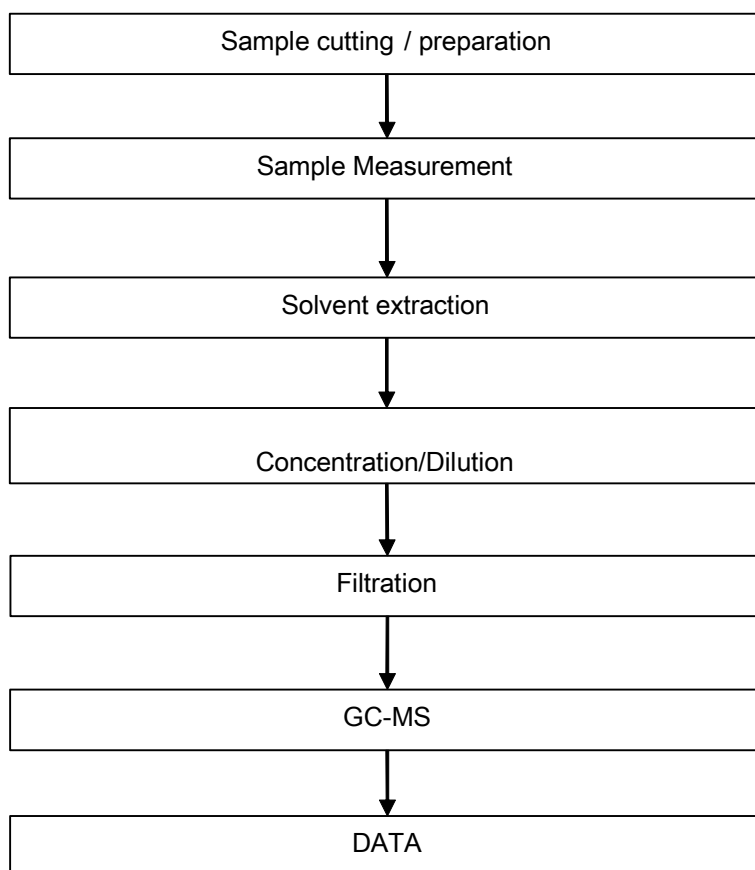 Sample cutting / preparation
Sample Measurement
Solvent extraction
Concentration/Dilution
Filtration
GC-MS
DATA